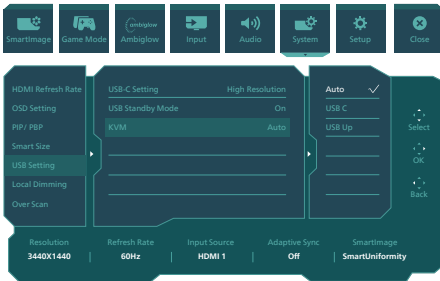 ambiglow
SmartImage
Game Mode
Ambiglow
Input
Audio
System
Setup
Close
HDMI Refresh Rate
OSD Setting
PIP/ PBP
Smart Size
USB Setting
Local Dimming
Over Scan
USB-C Setting High Resolution
USB Standby Mode On
KVM Auto
Auto
USB C
USB Up
Select
OK
Back
Resolution
3440X1440
Refresh Rate
60Hz
Input Source
HDMI 1
Adaptive Sync
Off
SmartImage
SmartUniformity